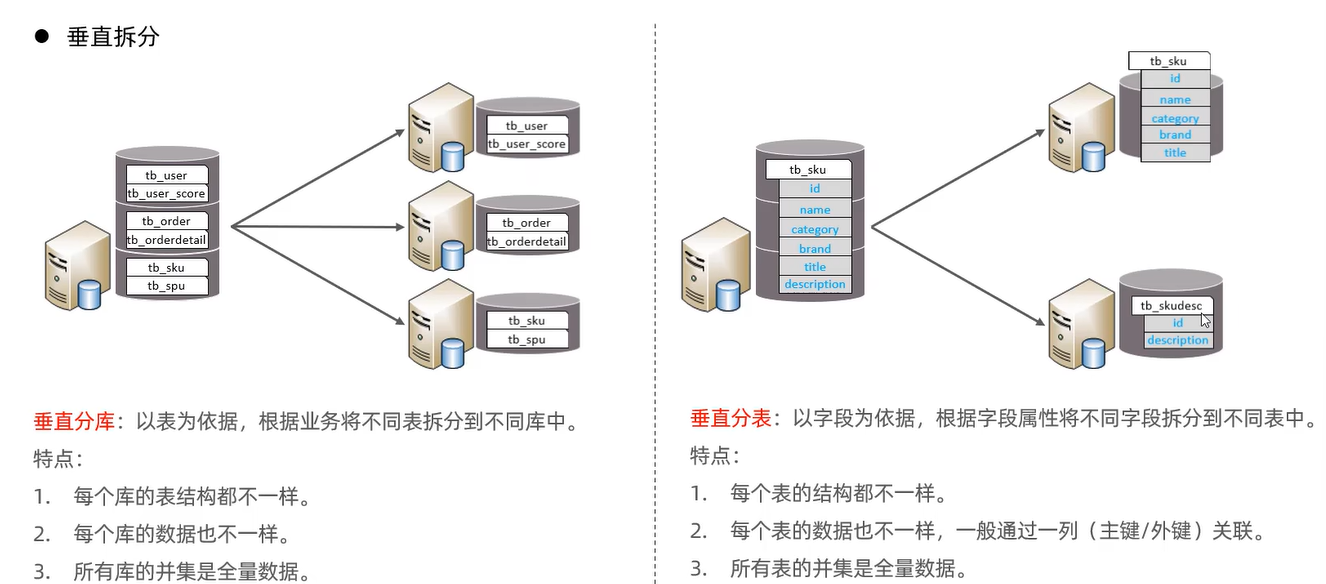 ● 垂直拆分
tb_user
tb_user_score
tb_order
tb_orderdetail
tb_sku
tb_spu
tb_user
tb_user_score
tb_order
tb_orderdetail
tb_sku
tb_spu
垂直分库：以表为依据，根据业务将不同表拆分到不同库中。
特点：
1. 每个库的表结构都不一样。
2. 每个库的数据也不一样。
3. 所有库的并集是全量数据。
tb_sku
id
name
category
brand
title
description
tb_sku
id
name
category
brand
title
tb_skudesc
id
description
垂直分表：以字段为依据，根据字段属性将不同字段拆分到不同表中。
特点：
1. 每个表的结构都不一样。
2. 每个表的数据也不一样，一般通过一列（主键/外键）关联。
3. 所有表的并集是全量数据。